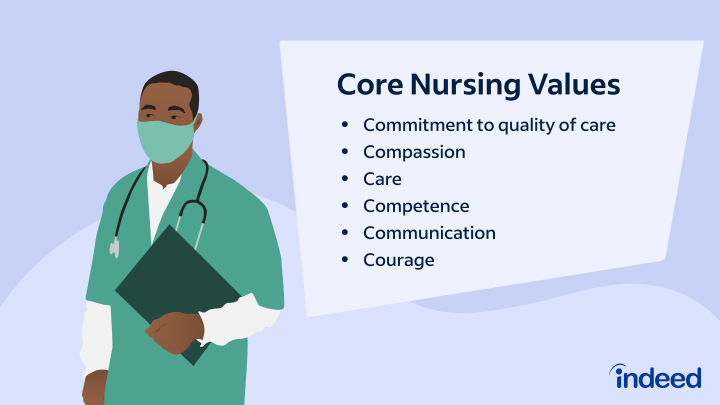 Core Nursing Values
• Commitment to quality of care
• Compassion
• Care
• Competence
• Communication
• Courage
indeed